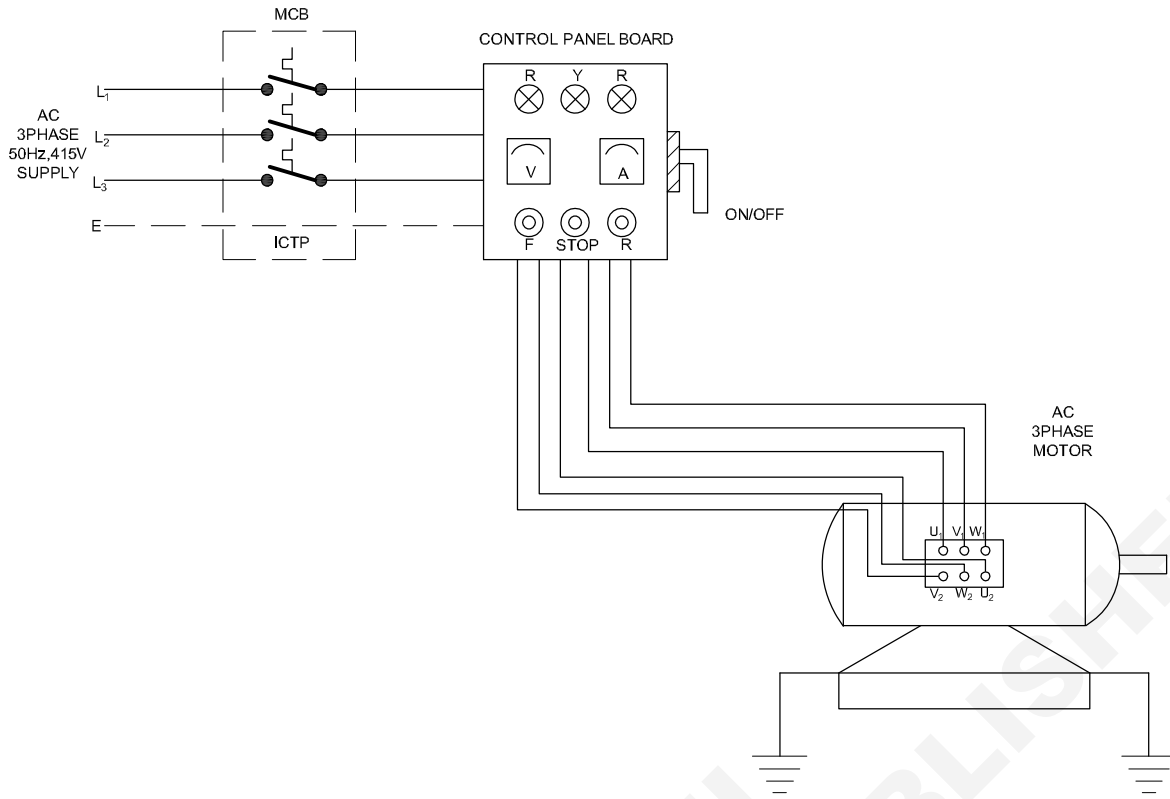 MCB
CONTROL PANEL BOARD
R Y R
L₁
AC
3PHASE
50Hz,415V
SUPPLY
L₂
L₃
V A
ON/OFF
E
ICTP
F STOP R
AC
3PHASE
MOTOR
U₁ V₁ W₁
V₂ W₂ U₂